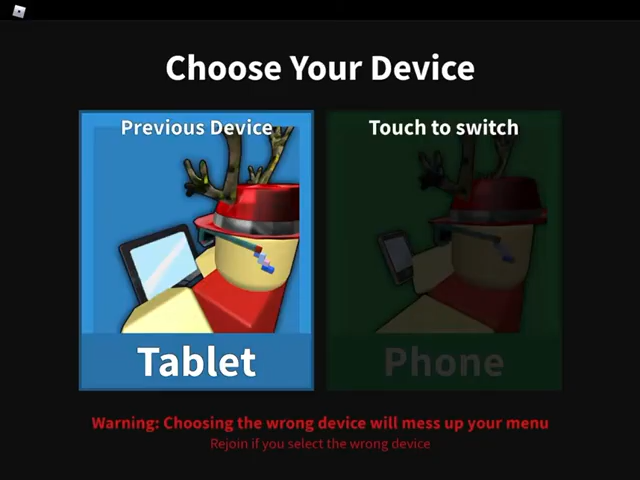 Choose Your Device
Previous Device
Touch to switch
Tablet
Phone
Warning: Choosing the wrong device will mess up your menu
Rejoin if you select the wrong device